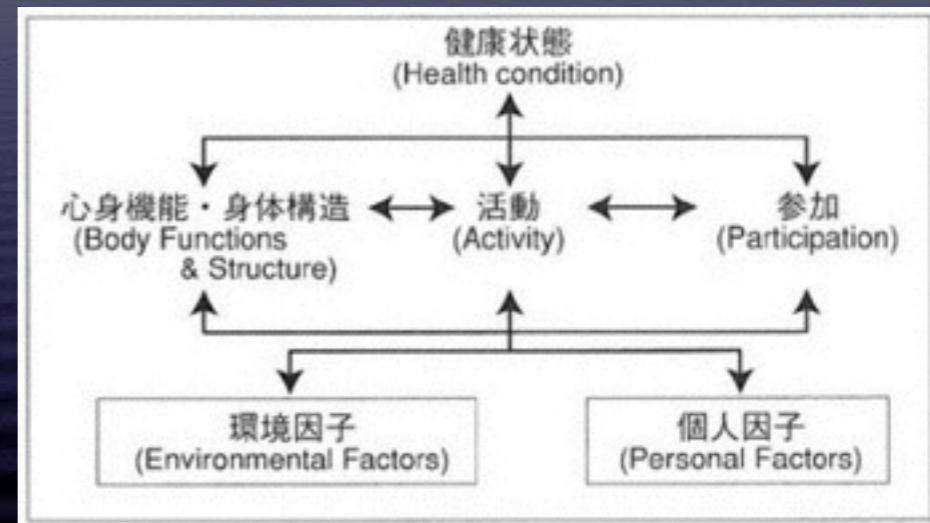 健康状態
(Health condition)
心身機能・身体構造
(Body Functions
& Structure)
活動
(Activity)
参加
(Participation)
環境因子
(Environmental Factors)
個人因子
(Personal Factors)